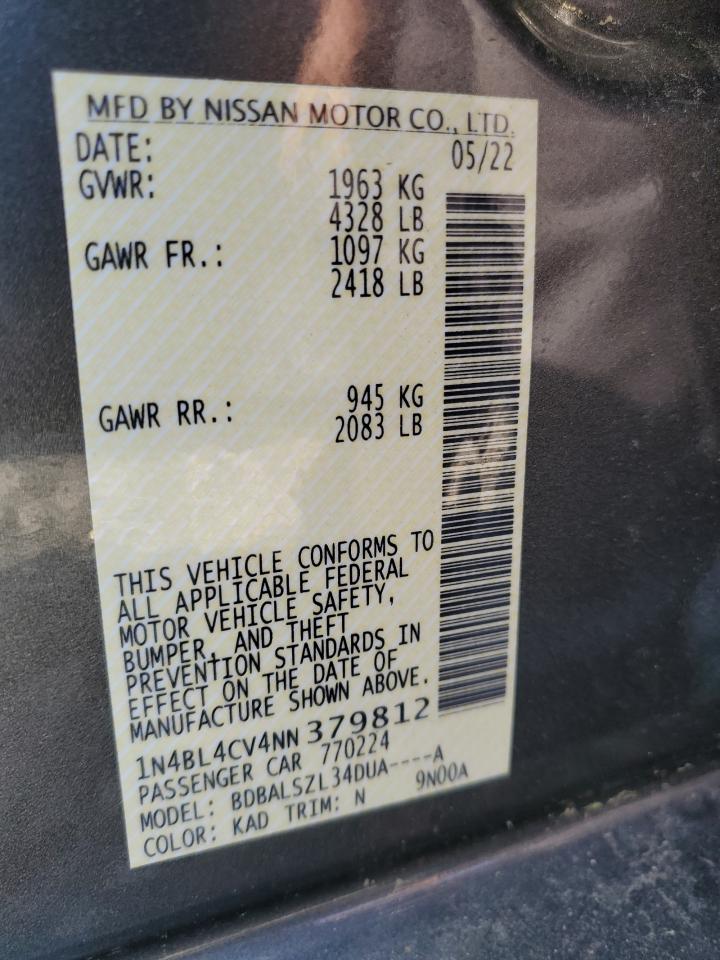 MFD BY NISSAN MOTOR CO., LTD.
DATE: 05/22
GVWR: 1963 KG
4328 LB
GAWR FR.: 1097 KG
2418 LB
GAWR RR.: 945 KG
2083 LB
THIS VEHICLE CONFORMS TO
ALL APPLICABLE FEDERAL
MOTOR VEHICLE SAFETY,
BUMPER, AND THEFT
PREVENTION STANDARDS IN
EFFECT ON THE DATE OF
MANUFACTURE SHOWN ABOVE.
1N4BL4CV4NN 379812
PASSENGER CAR 770224
MODEL: BDBALSZL34DUA----A
COLOR: KAD TRIM: N 9N00A